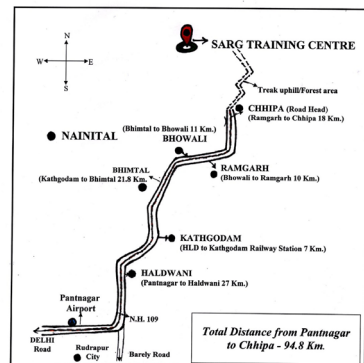 N
W
E
S
SARG TRAINING CENTRE
Treak uphill/Forest area
CHHIPA (Road Head)
(Ramgarh to Chhipa 18 Km.)
NAINITAL
(Bhimtal to Bhowali 11 Km.)
BHOWALI
RAMGARH
(Bhowali to Ramgarh 10 Km.)
BHIMTAL
(Kathgodam to Bhimtal 21.8 Km.)
KATHGODAM
(HLD to Kathgodam Railway Station 7 Km.)
HALDWANI
(Pantnagar to Haldwani 27 Km.)
Pantnagar
Airport
N.H. 109
DELHI
Road
Rudrapur
City
Barely Road
Total Distance from Pantnagar
to Chhipa - 94.8 Km.